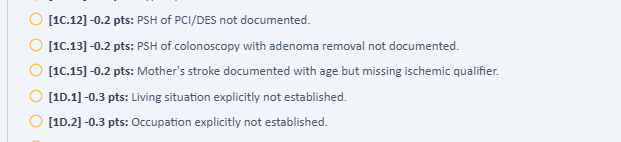 [1C.12] -0.2 pts: PSH of PCI/DES not documented.
[1C.13] -0.2 pts: PSH of colonoscopy with adenoma removal not documented.
[1C.15] -0.2 pts: Mother's stroke documented with age but missing ischemic qualifier.
[1D.1] -0.3 pts: Living situation explicitly not established.
[1D.2] -0.3 pts: Occupation explicitly not established.